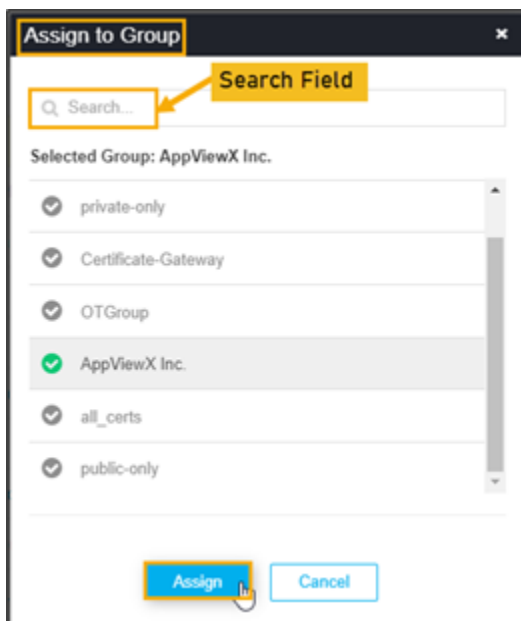 Assign to Group ×
Search Field
Search...
Selected Group: AppViewX Inc.
private-only
Certificate-Gateway
OTGroup
AppViewX Inc.
all_certs
public-only
Assign Cancel